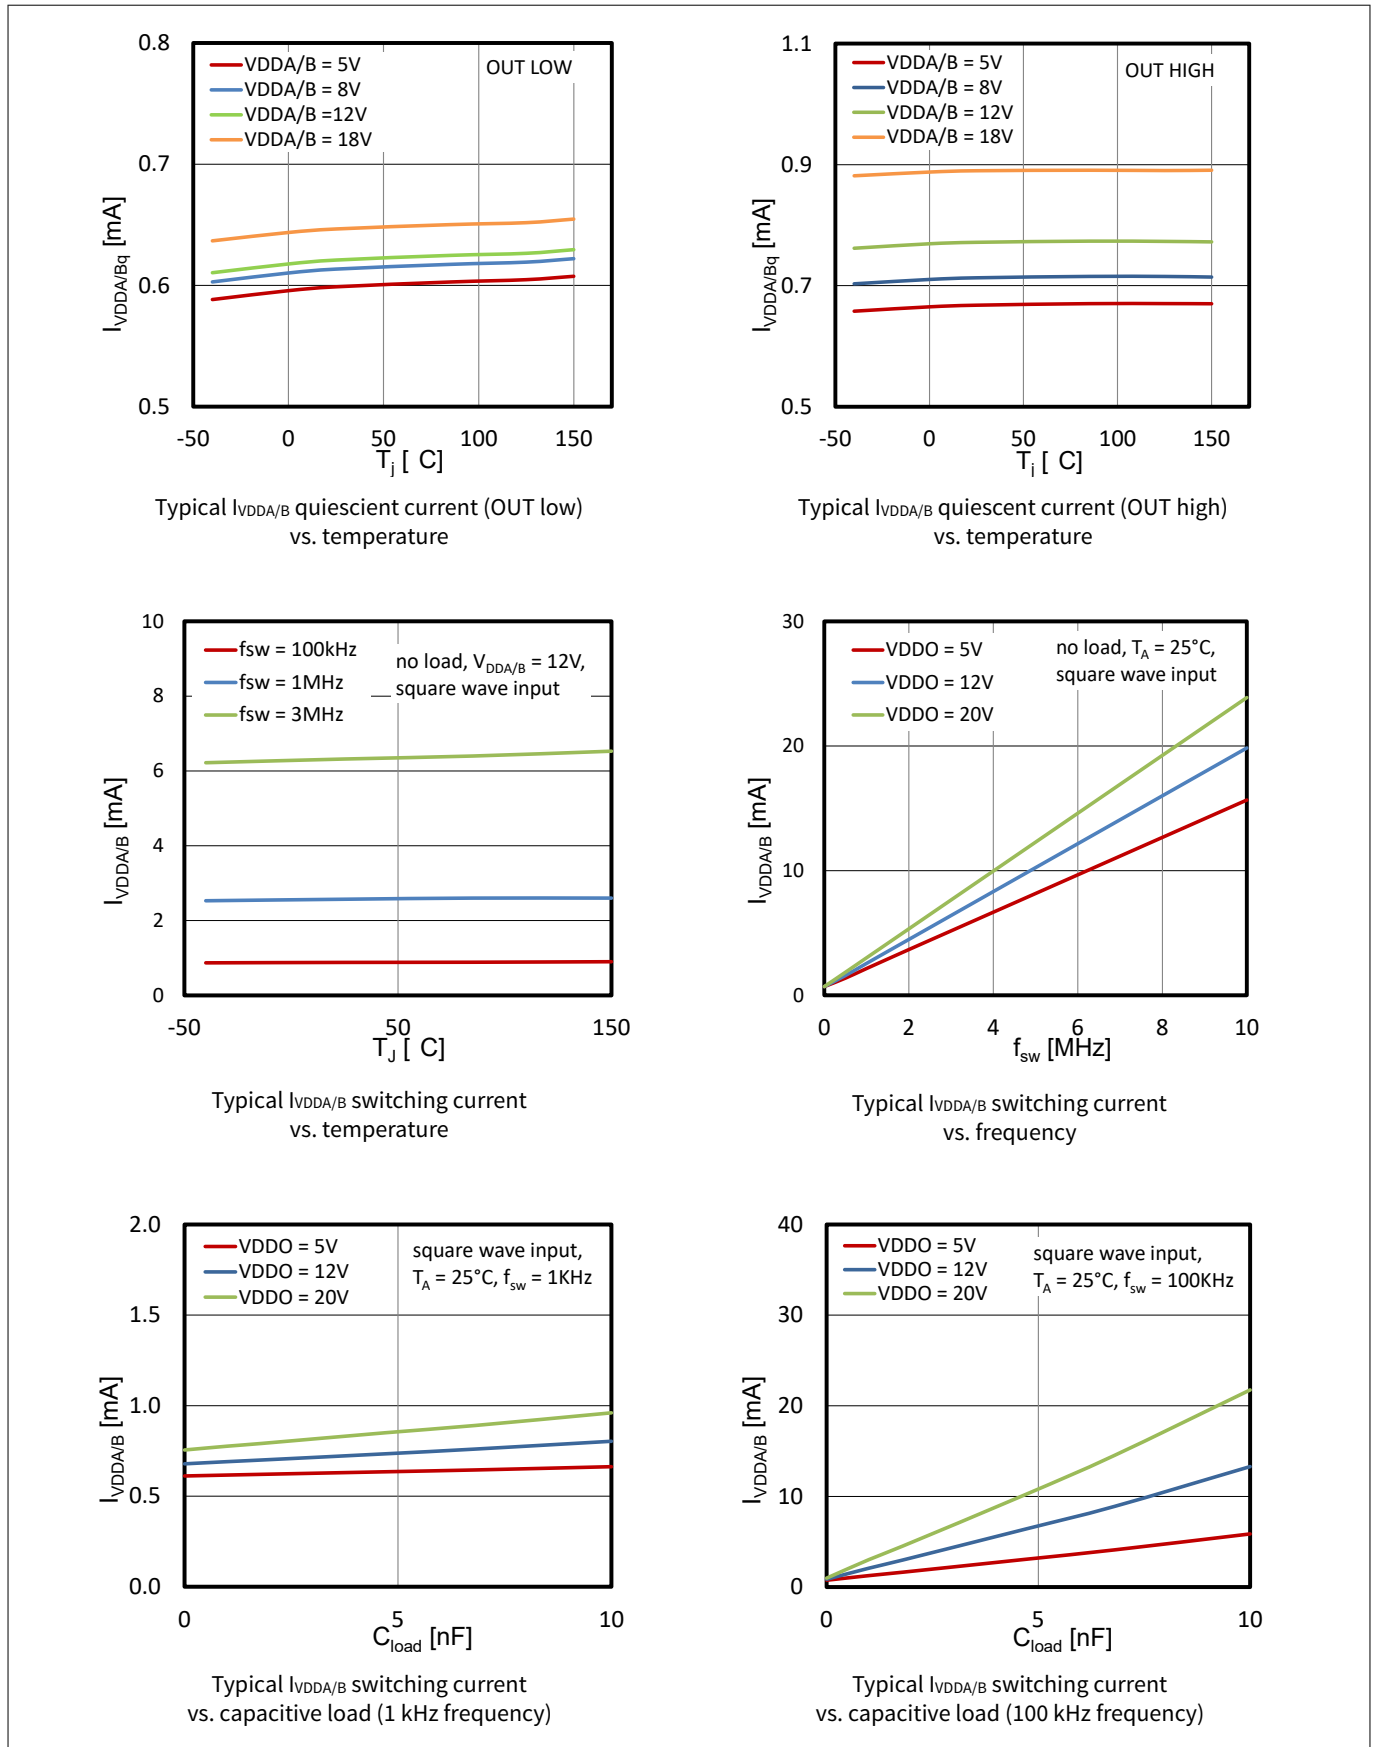 0.8
0.7
0.6
0.5
VDDA/B = 5V
VDDA/B = 8V
VDDA/B =12V
VDDA/B = 18V
OUT LOW
IVDDA/Bq [mA]
-50 0 50 100 150
Tj [ C]
Typical IVDDA/B quiescient current (OUT low)
vs. temperature
1.1
0.9
0.7
0.5
VDDA/B = 5V
VDDA/B = 8V
VDDA/B = 12V
VDDA/B = 18V
OUT HIGH
IVDDA/Bq [mA]
-50 0 50 100 150
Ti [ C]
Typical IVDDA/B quiescent current (OUT high)
vs. temperature
10
8
6
4
2
0
fsw = 100kHz
fsw = 1MHz
fsw = 3MHz
no load, VDDA/B = 12V,
square wave input
IVDDA/B [mA]
-50 50 150
TJ [ C]
Typical IVDDA/B switching current
vs. temperature
30
20
10
0
VDDO = 5V
VDDO = 12V
VDDO = 20V
no load, TA = 25°C,
square wave input
IVDDA/B [mA]
0 2 4 6 8 10
fsw [MHz]
Typical IVDDA/B switching current
vs. frequency
2.0
1.5
1.0
0.5
0.0
VDDO = 5V
VDDO = 12V
VDDO = 20V
square wave input,
TA = 25°C, fsw = 1KHz
IVDDA/B [mA]
0 5 10
Cload [nF]
Typical IVDDA/B switching current
vs. capacitive load (1 kHz frequency)
40
30
20
10
0
VDDO = 5V
VDDO = 12V
VDDO = 20V
square wave input,
TA = 25°C, fsw = 100KHz
IVDDA/B [mA]
0 5 10
Cload [nF]
Typical IVDDA/B switching current
vs. capacitive load (100 kHz frequency)